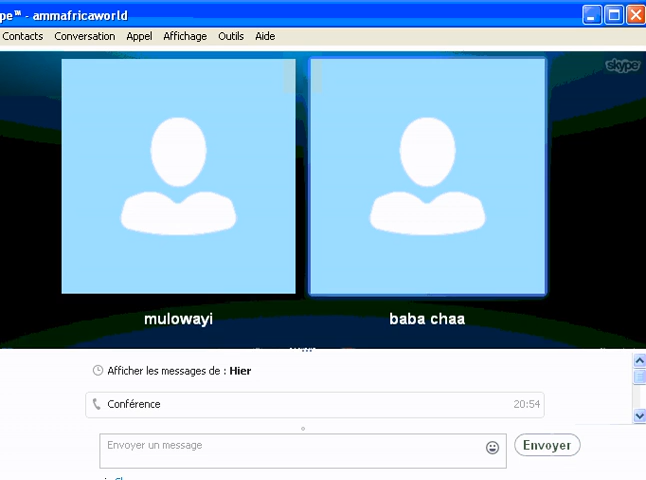 pe™ - ammafricaworld
Contacts Conversation Appel Affichage Outils Aide
skype
mulowayi baba chaa
Afficher les messages de : Hier
Conférence 20:54
Envoyer un message Envoyer